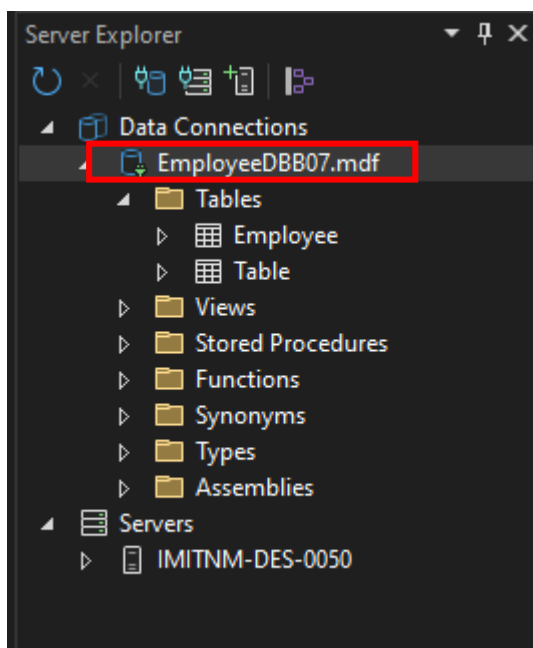 Server Explorer
Data Connections
EmployeeDBB07.mdf
Tables
Employee
Table
Views
Stored Procedures
Functions
Synonyms
Types
Assemblies
Servers
IMITNM-DES-0050